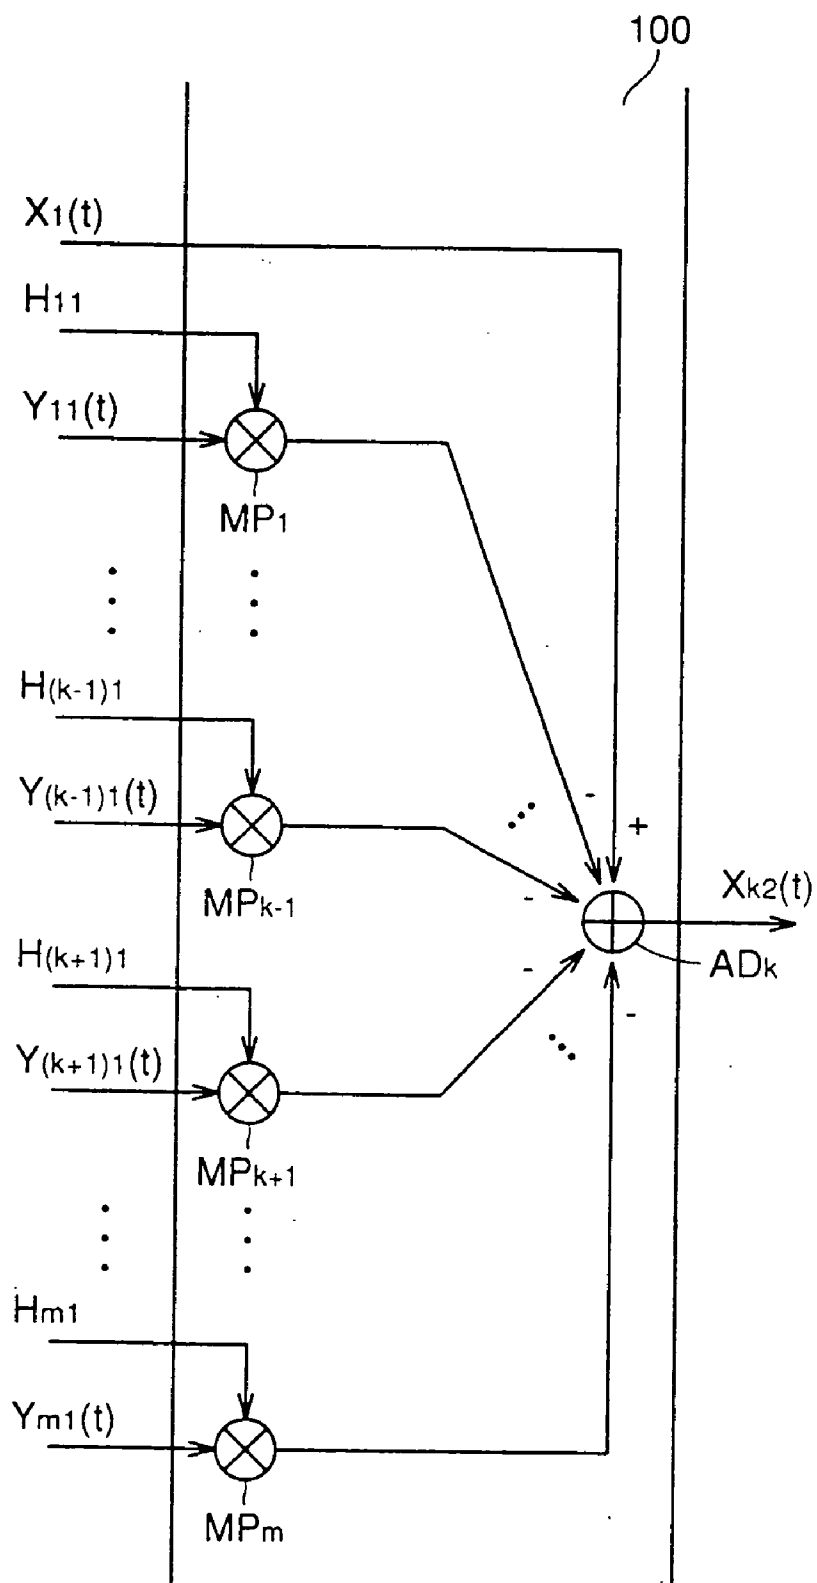 100
X1(t)
H11
Y11(t)
MP1
H(k-1)1
Y(k-1)1(t)
-
+
-
MPk-1
Xk2(t)
H(k+1)1
-
ADk
-
Y(k+1)1(t)
MPk+1
Hm1
Ym1(t)
MPm